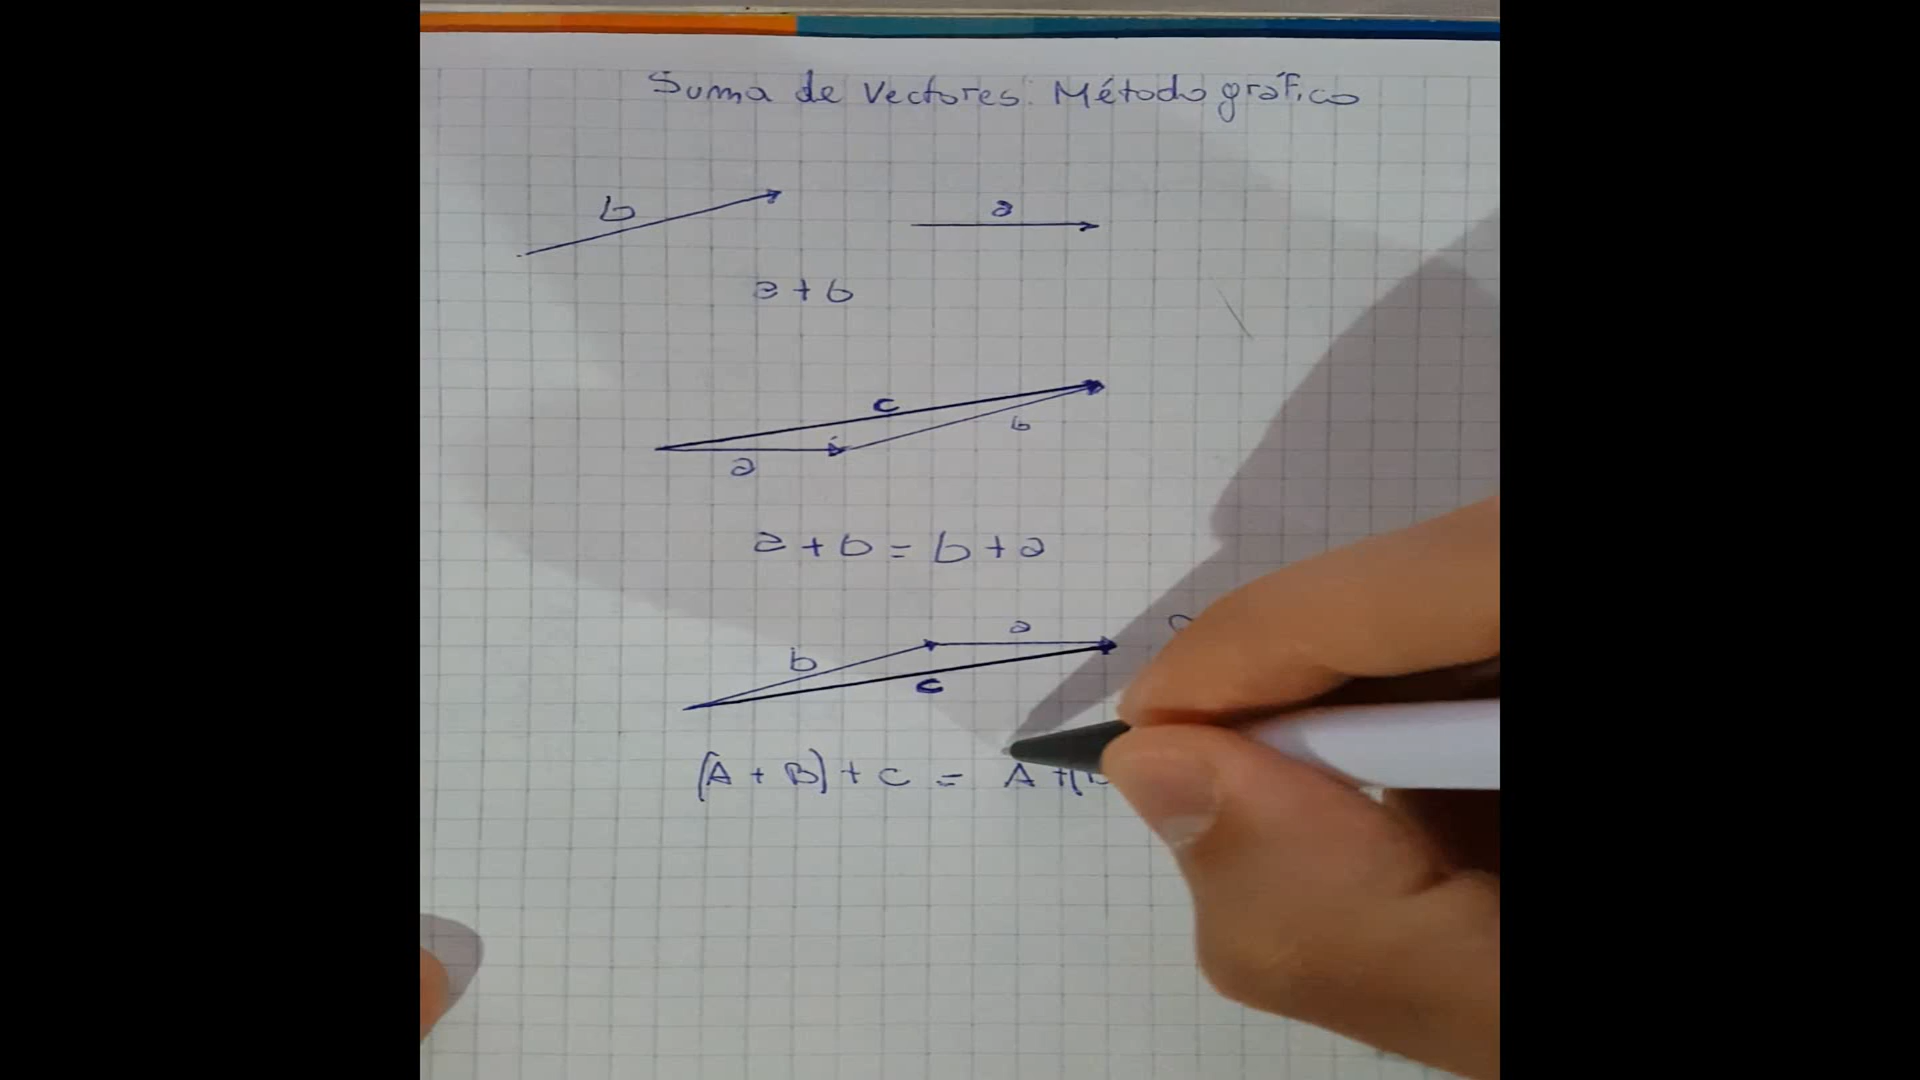 Suma de Vectores: Método gráfico
b
a
a + b
c
b
a
a + b = b + a
a
b
c
(A + B) + C = A + (